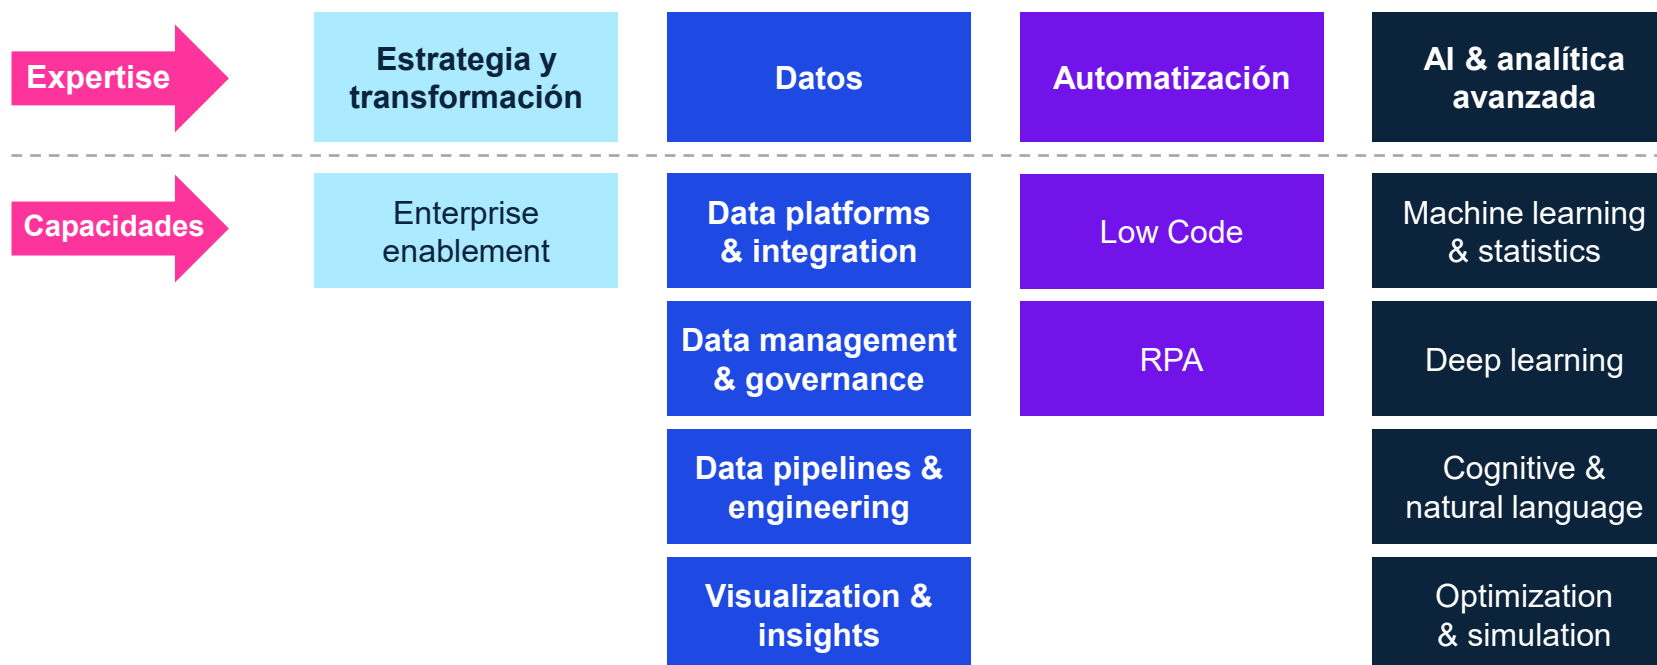 Expertise
Estrategia y
transformación
Datos
Automatización
AI & analítica
avanzada
Capacidades
Enterprise
enablement
Data platforms
& integration
Low Code
Machine learning
& statistics
Data management
& governance
RPA
Deep learning
Data pipelines &
engineering
Cognitive &
natural language
Visualization &
insights
Optimization
& simulation